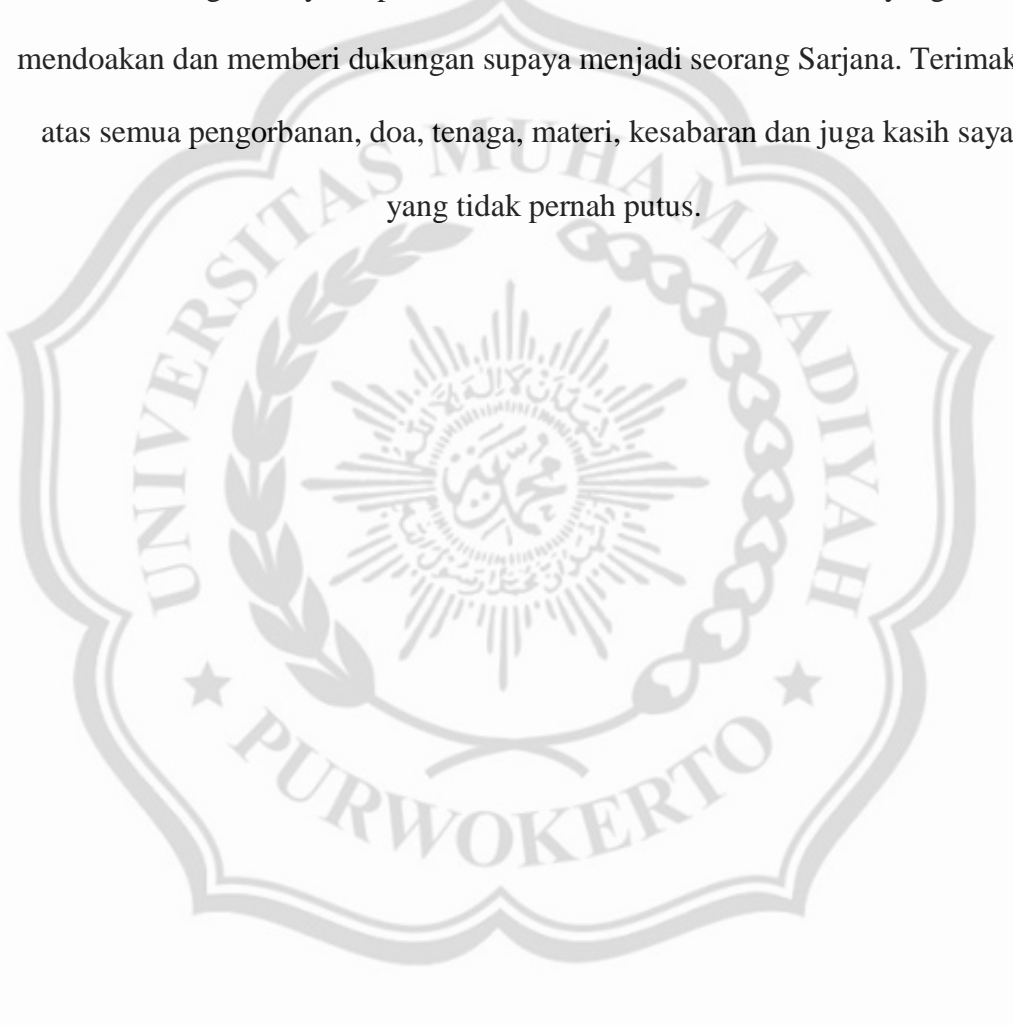 mendoakan dan memberi dukungan supaya menjadi seorang Sarjana. Terimak
atas semua pengorbanan, doa, tenaga, materi, kesabaran dan juga kasih saya
yang tidak pernah putus.
UNIVERSITAS MUHAMMADIYAH
محمدية
PURWOKERTO